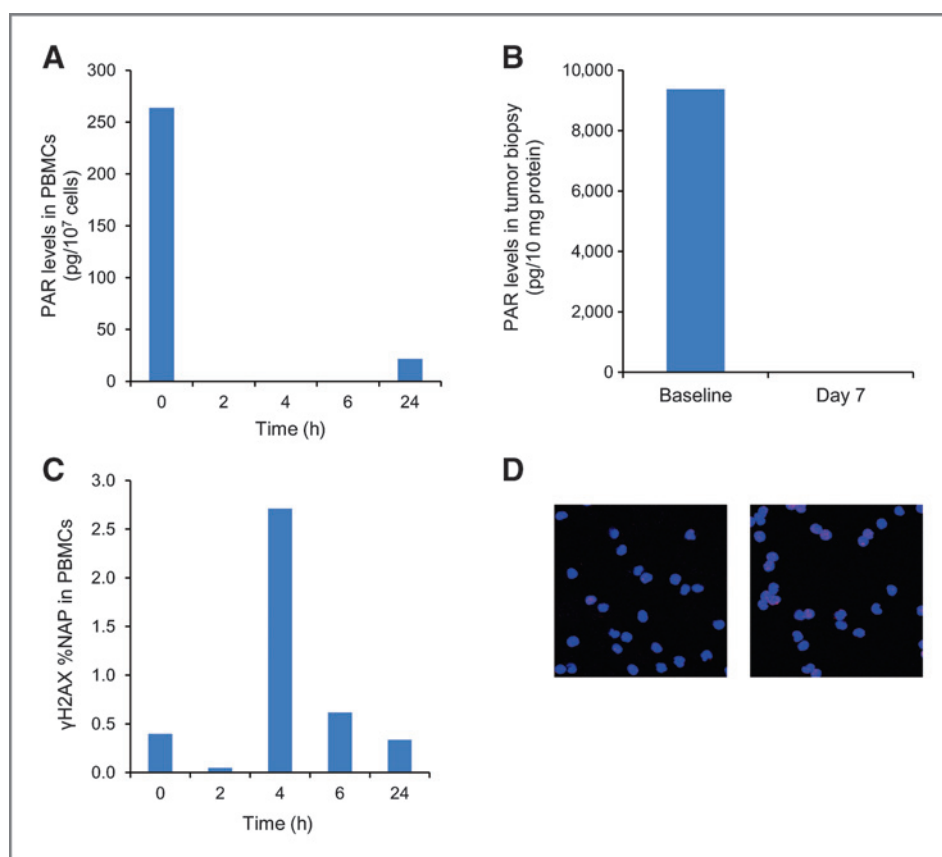 A
PAR levels in PBMCs
(pg/10⁷ cells)
300
250
200
150
100
50
0
0 2 4 6 24
Time (h)
B
PAR levels in tumor biopsy
(pg/10 mg protein)
10,000
8,000
6,000
4,000
2,000
0
Baseline Day 7
C
γH2AX %NAP in PBMCs
3.0
2.5
2.0
1.5
1.0
0.5
0.0
0 2 4 6 24
Time (h)
D